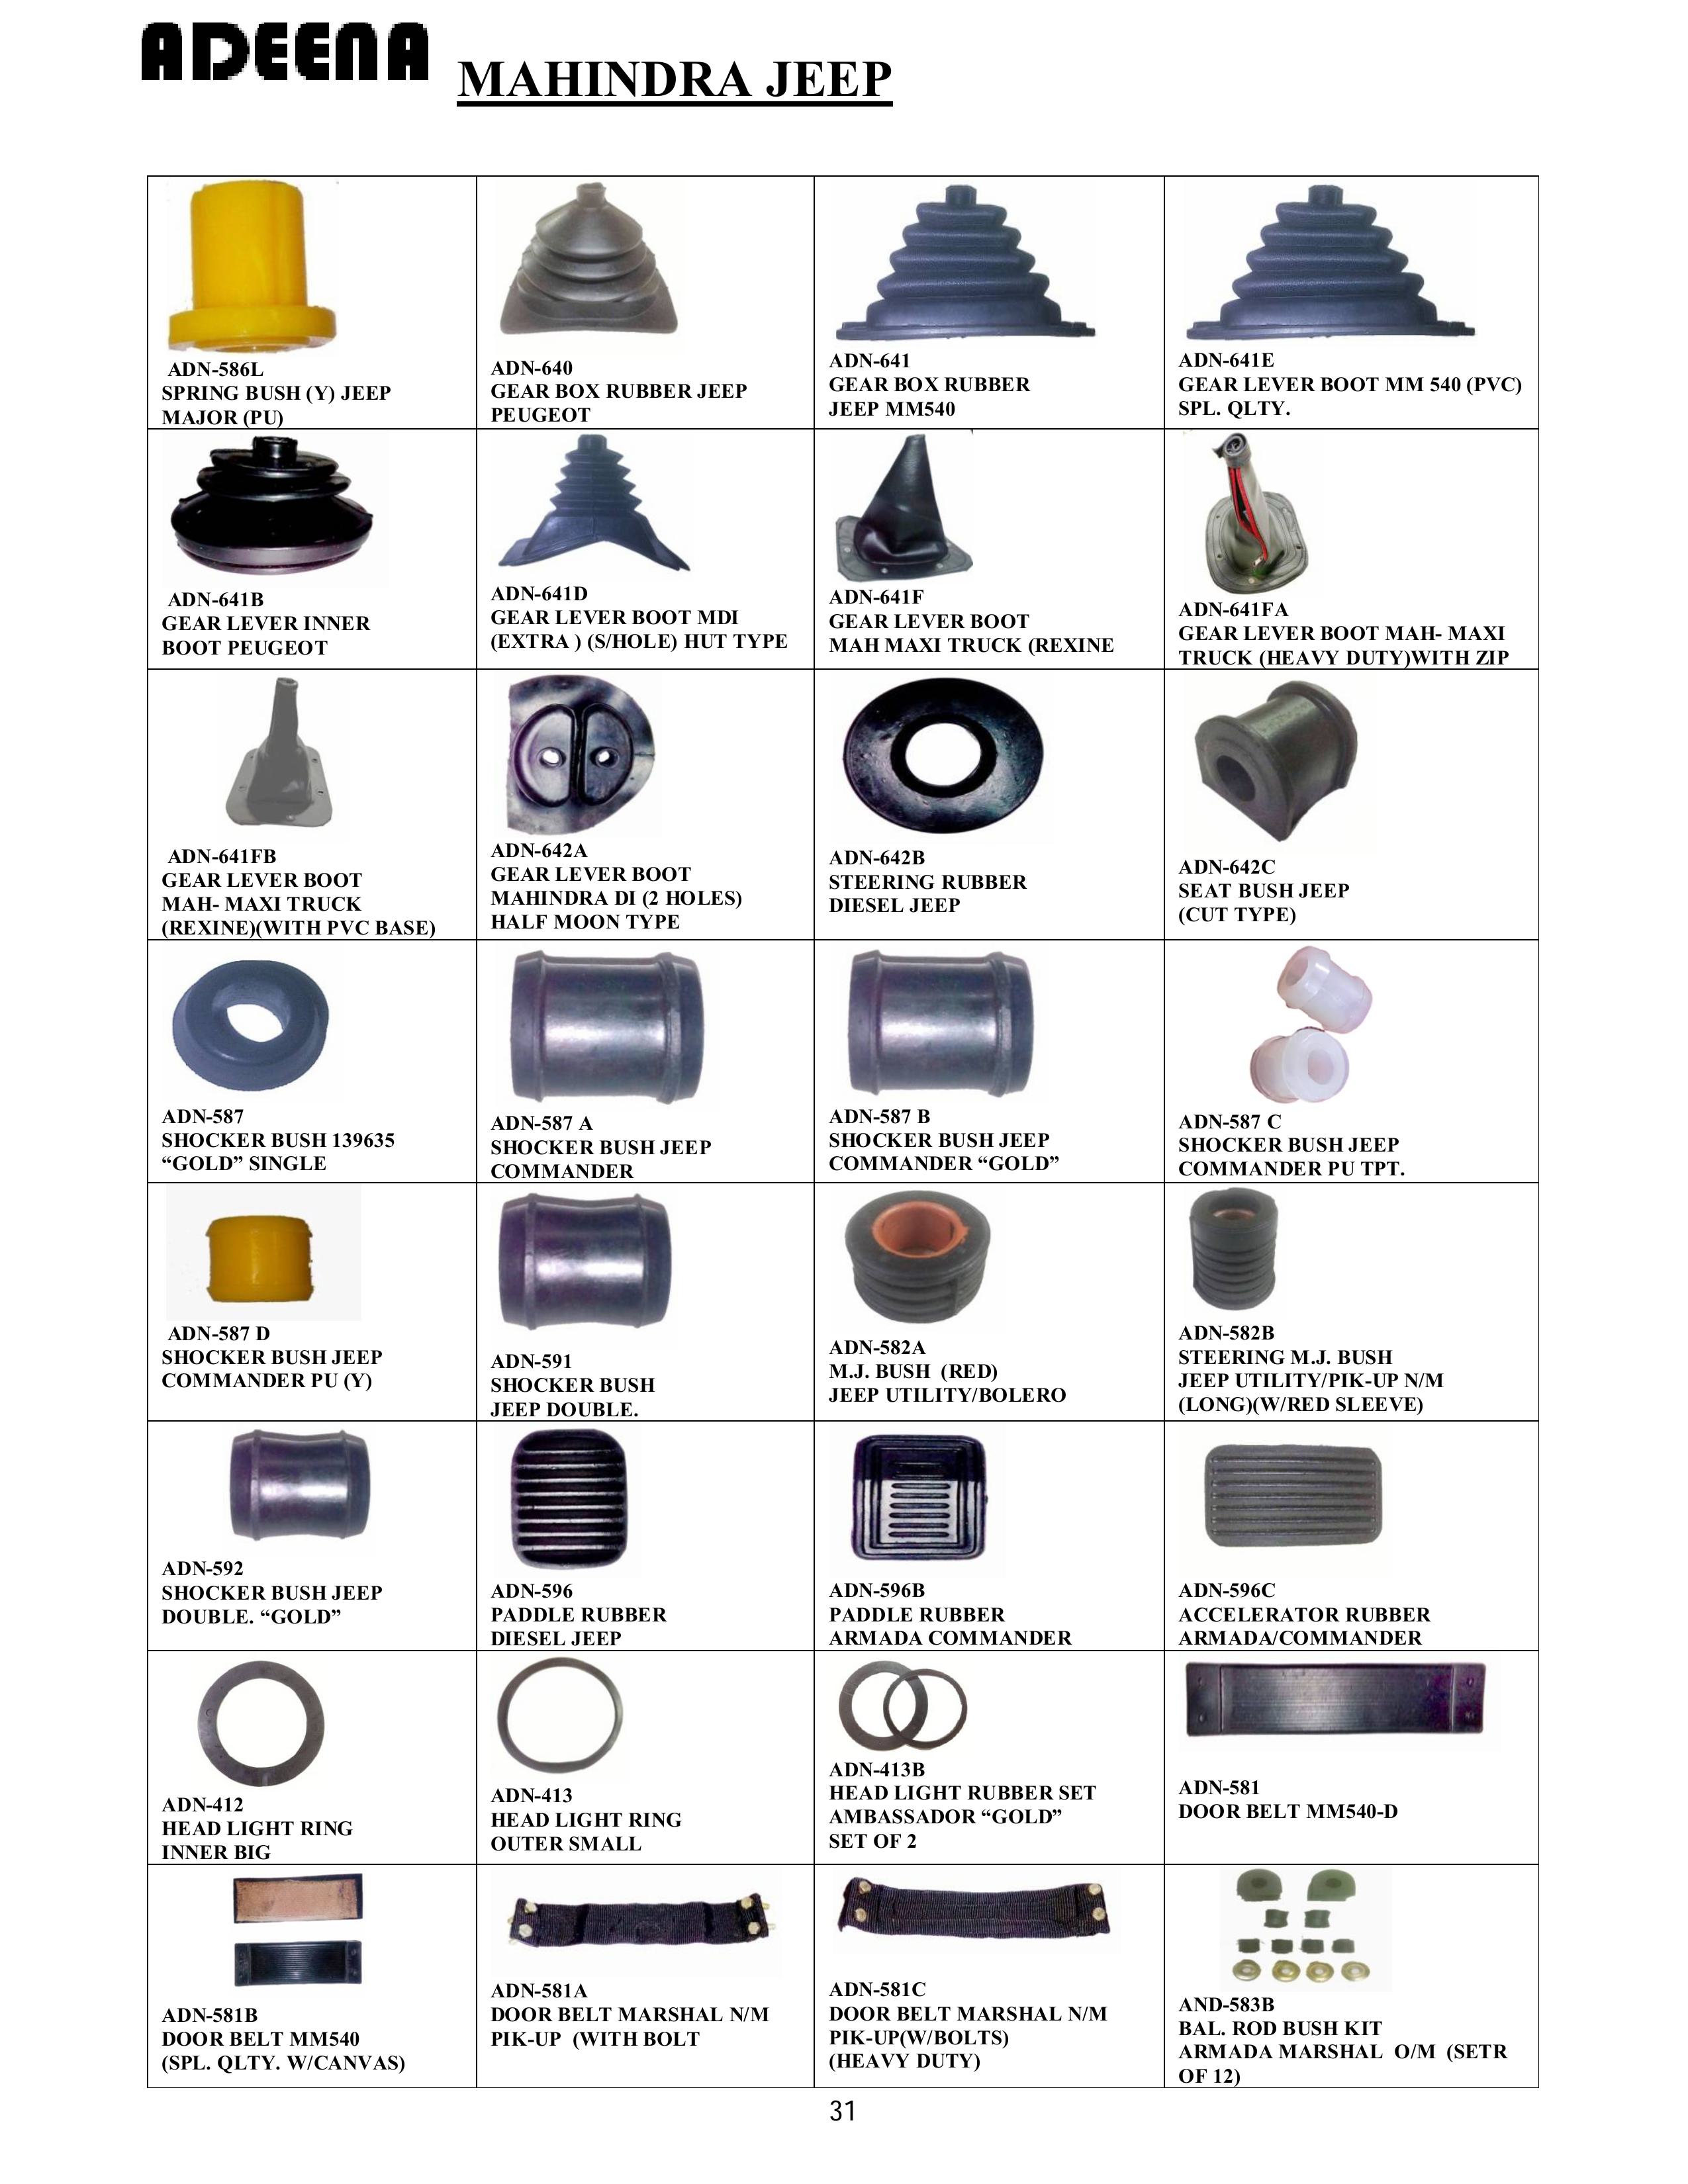 ADEENA
MAHINDRA JEEP
ADN-586L
SPRING BUSH (Y) JEEP
MAJOR (PU)
ADN-640
GEAR BOX RUBBER JEEP
PEUGEOT
ADN-641
GEAR BOX RUBBER
JEEP MM540
ADN-641E
GEAR LEVER BOOT MM 540 (PVC)
SPL. QLTY.
ADN-641B
GEAR LEVER INNER
BOOT PEUGEOT
ADN-641D
GEAR LEVER BOOT MDI
(EXTRA ) (S/HOLE) HUT TYPE
ADN-641F
GEAR LEVER BOOT
MAH MAXI TRUCK (REXINE
ADN-641FA
GEAR LEVER BOOT MAH- MAXI
TRUCK (HEAVY DUTY)WITH ZIP
ADN-641FB
GEAR LEVER BOOT
MAH- MAXI TRUCK
(REXINE)(WITH PVC BASE)
ADN-642A
GEAR LEVER BOOT
MAHINDRA DI (2 HOLES)
HALF MOON TYPE
ADN-642B
STEERING RUBBER
DIESEL JEEP
ADN-642C
SEAT BUSH JEEP
(CUT TYPE)
ADN-587
SHOCKER BUSH 139635
“GOLD” SINGLE
ADN-587 A
SHOCKER BUSH JEEP
COMMANDER
ADN-587 B
SHOCKER BUSH JEEP
COMMANDER “GOLD”
ADN-587 C
SHOCKER BUSH JEEP
COMMANDER PU TPT.
ADN-587 D
SHOCKER BUSH JEEP
COMMANDER PU (Y)
ADN-591
SHOCKER BUSH
JEEP DOUBLE.
ADN-582A
M.J. BUSH (RED)
JEEP UTILITY/BOLERO
ADN-582B
STEERING M.J. BUSH
JEEP UTILITY/PIK-UP N/M
(LONG)(W/RED SLEEVE)
ADN-592
SHOCKER BUSH JEEP
DOUBLE. “GOLD”
ADN-596
PADDLE RUBBER
DIESEL JEEP
ADN-596B
PADDLE RUBBER
ARMADA COMMANDER
ADN-596C
ACCELERATOR RUBBER
ARMADA/COMMANDER
ADN-412
HEAD LIGHT RING
INNER BIG
ADN-413
HEAD LIGHT RING
OUTER SMALL
ADN-413B
HEAD LIGHT RUBBER SET
AMBASSADOR “GOLD”
SET OF 2
ADN-581
DOOR BELT MM540-D
ADN-581B
DOOR BELT MM540
(SPL. QLTY. W/CANVAS)
ADN-581A
DOOR BELT MARSHAL N/M
PIK-UP (WITH BOLT
ADN-581C
DOOR BELT MARSHAL N/M
PIK-UP(W/BOLTS)
(HEAVY DUTY)
AND-583B
BAL. ROD BUSH KIT
ARMADA MARSHAL O/M (SETR
OF 12)
31